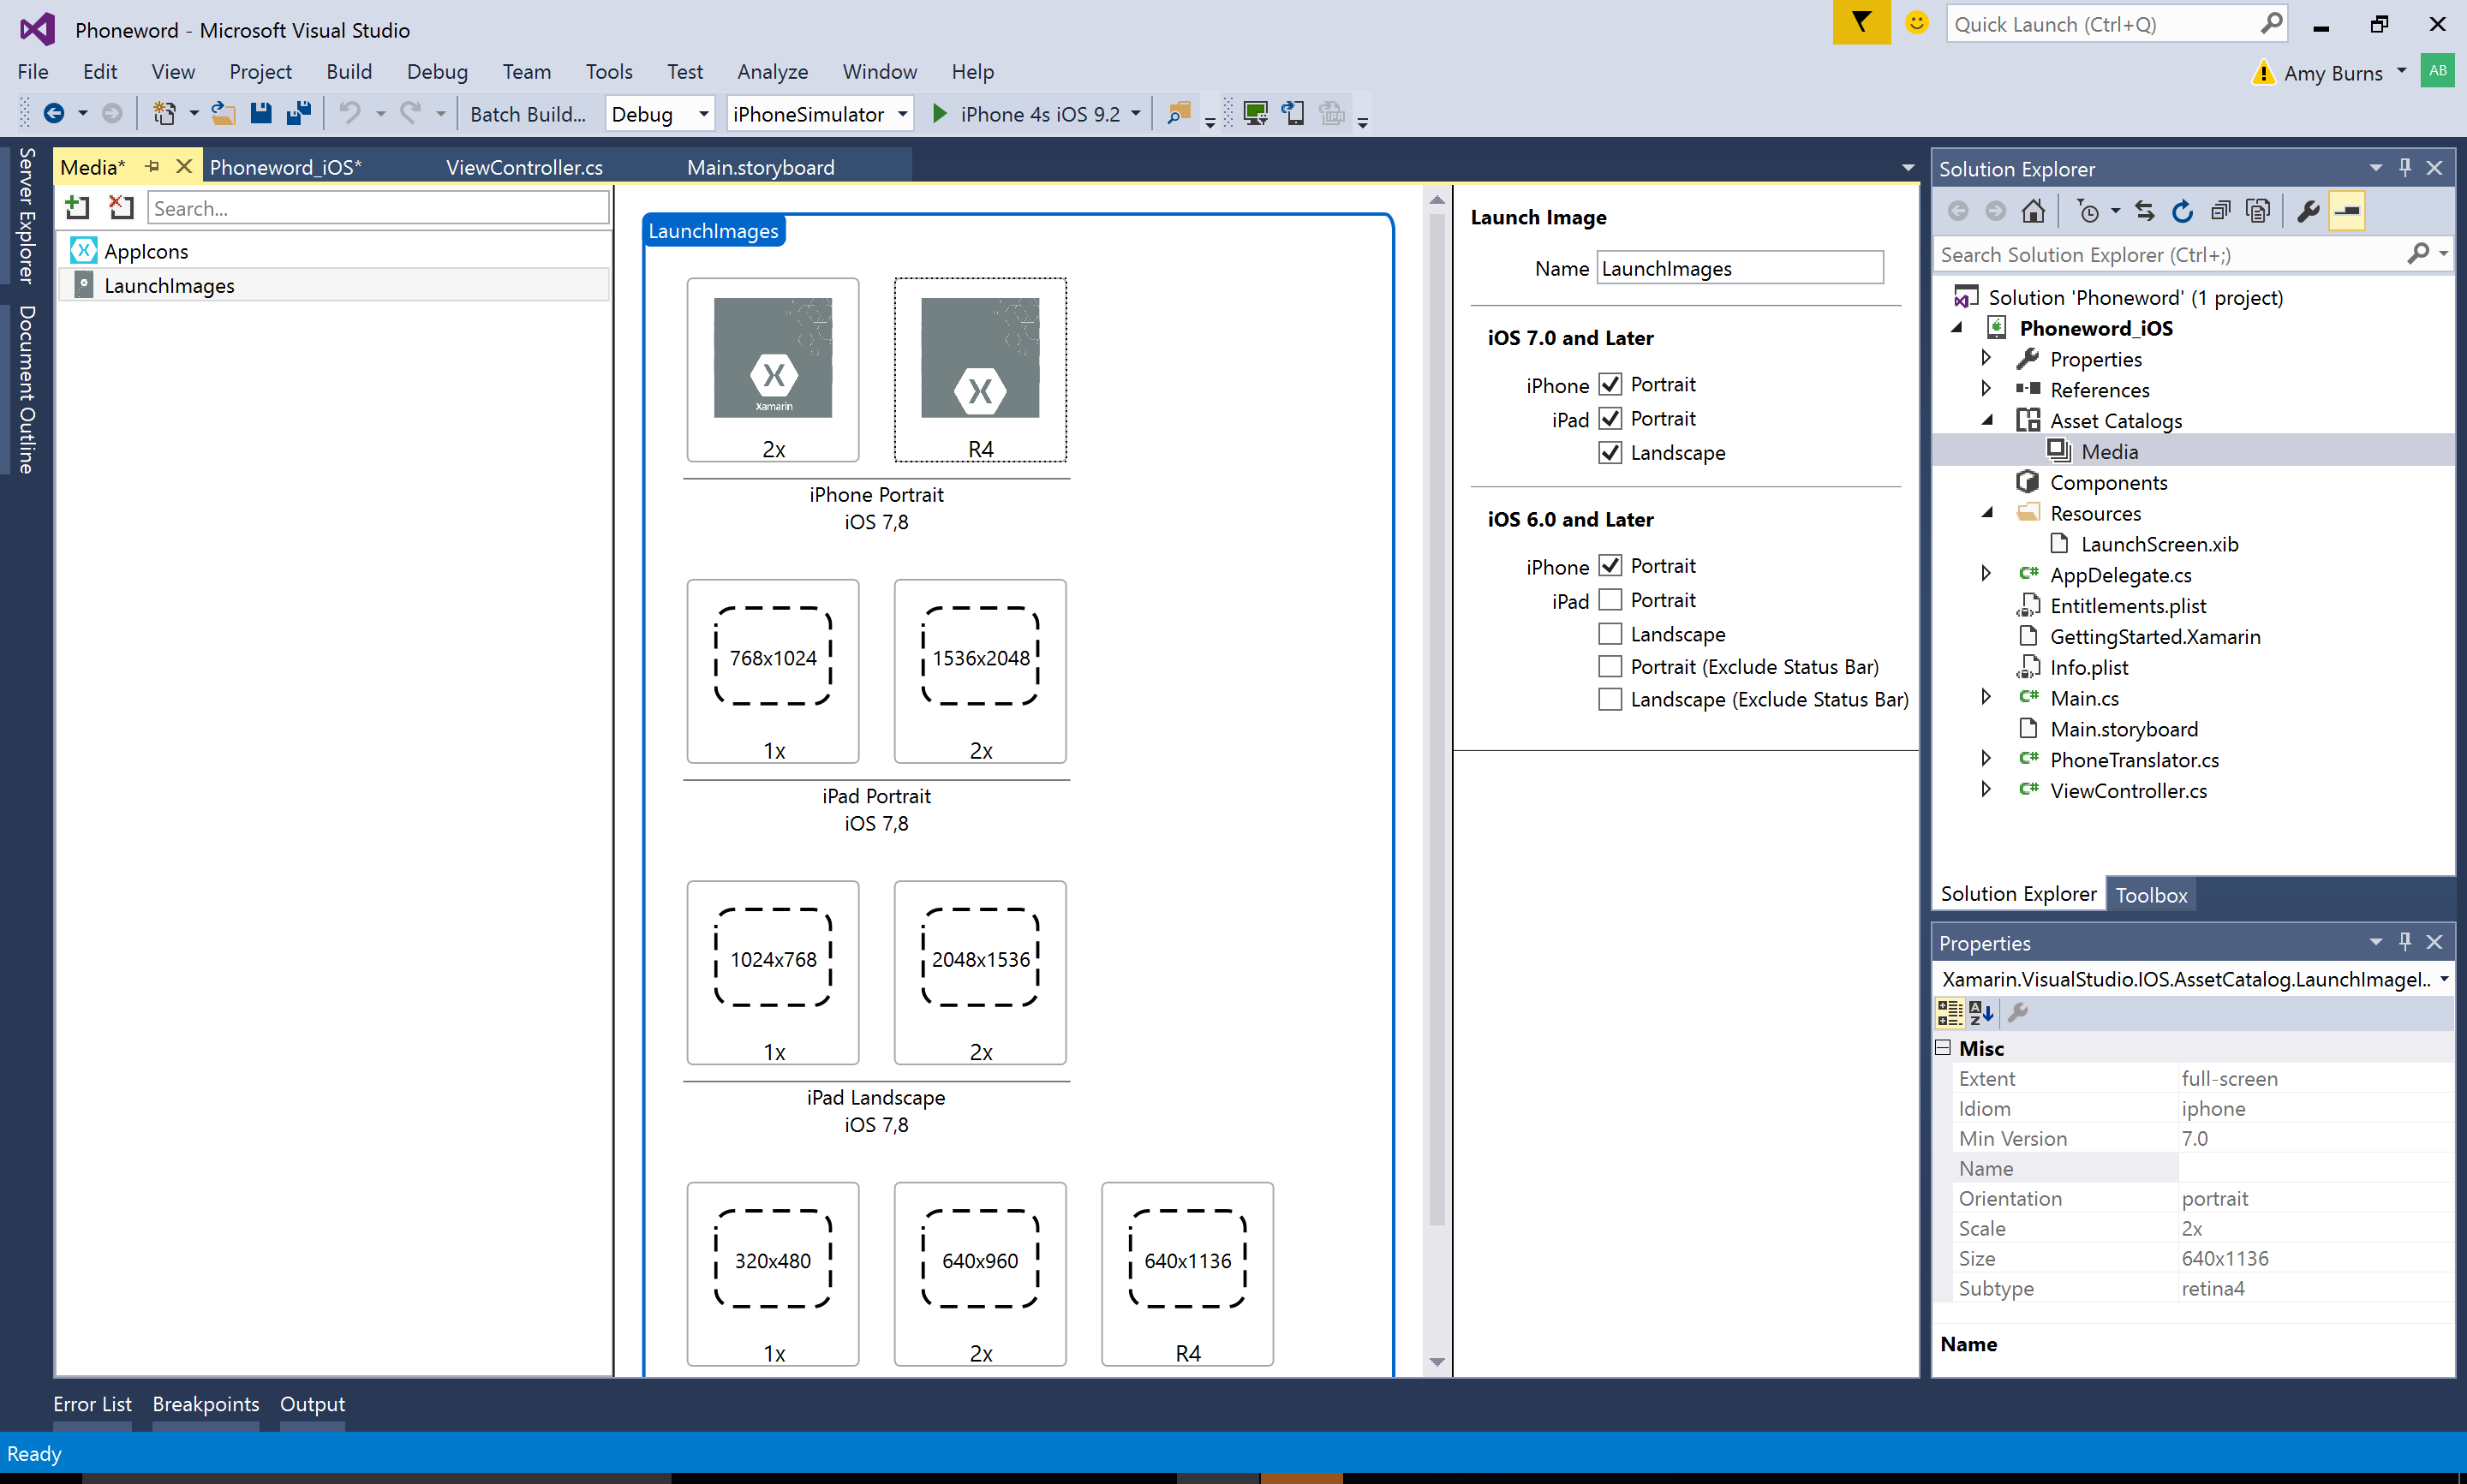 Phoneword - Microsoft Visual Studio
Quick Launch (Ctrl+Q)
File Edit View Project Build Debug Team Tools Test Analyze Window Help
Amy Burns
AB
Batch Build...
Debug
iPhoneSimulator
iPhone 4s iOS 9.2
Server Explorer
Document Outline
Media*
Phoneword_iOS*
ViewController.cs
Main.storyboard
Search...
AppIcons
LaunchImages
LaunchImages
Xamarin
2x
R4
iPhone Portrait
iOS 7,8
768x1024
1x
1536x2048
2x
iPad Portrait
iOS 7,8
1024x768
1x
2048x1536
2x
iPad Landscape
iOS 7,8
320x480
1x
640x960
2x
640x1136
R4
Launch Image
Name LaunchImages
iOS 7.0 and Later
iPhone Portrait
iPad Portrait
Landscape
iOS 6.0 and Later
iPhone Portrait
iPad Portrait
Landscape
Portrait (Exclude Status Bar)
Landscape (Exclude Status Bar)
Solution Explorer
Search Solution Explorer (Ctrl+;)
Solution 'Phoneword' (1 project)
Phoneword_iOS
Properties
References
Asset Catalogs
Media
Components
Resources
LaunchScreen.xib
C# AppDelegate.cs
Entitlements.plist
GettingStarted.Xamarin
Info.plist
C# Main.cs
Main.storyboard
C# PhoneTranslator.cs
C# ViewController.cs
Solution Explorer
Toolbox
Properties
Xamarin.VisualStudio.IOS.AssetCatalog.LaunchImageI..
Misc
Extent full-screen
Idiom iphone
Min Version 7.0
Name
Orientation portrait
Scale 2x
Size 640x1136
Subtype retina4
Name
Error List
Breakpoints
Output
Ready